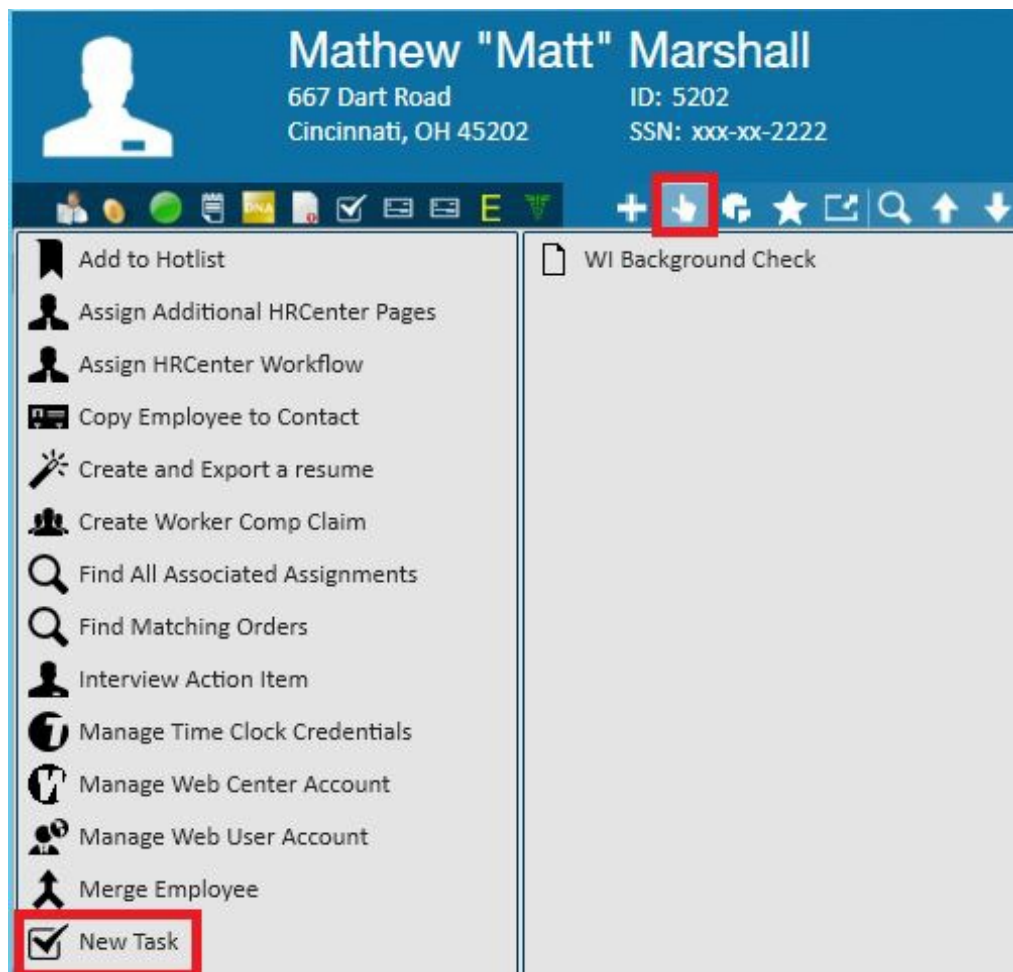 Mathew "Matt" Marshall
667 Dart Road
ID: 5202
Cincinnati, OH 45202
SSN: xxx-xx-2222
DNA
E
Add to Hotlist
WI Background Check
Assign Additional HRCenter Pages
Assign HRCenter Workflow
Copy Employee to Contact
Create and Export a resume
Create Worker Comp Claim
Find All Associated Assignments
Find Matching Orders
Interview Action Item
Manage Time Clock Credentials
Manage Web Center Account
Manage Web User Account
Merge Employee
New Task